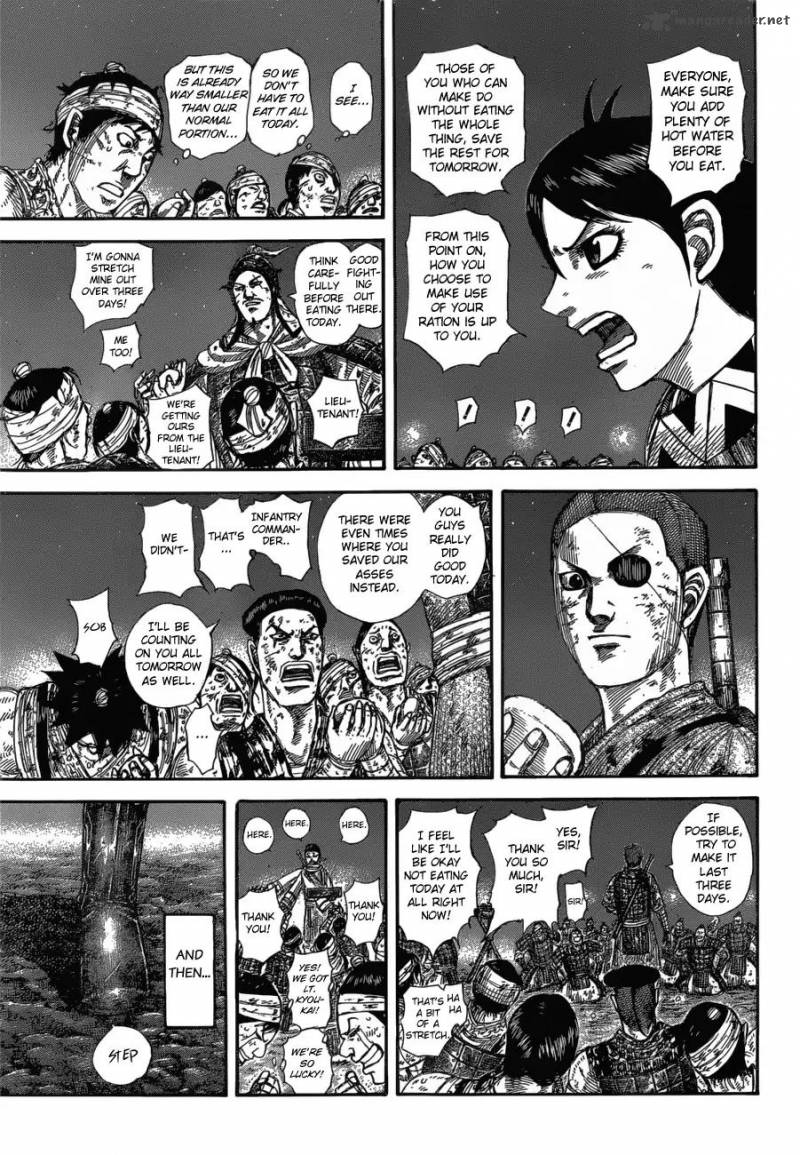 mangareader.net
EVERYONE,
MAKE SURE
YOU ADD
PLENTY OF
HOT WATER
BEFORE
YOU EAT.
THOSE OF
YOU WHO CAN
MAKE DO
WITHOUT EATING
THE WHOLE
THING, SAVE
THE REST FOR
TOMORROW.
FROM THIS
POINT ON,
HOW YOU
CHOOSE TO
MAKE USE
OF YOUR
RATION IS UP
TO YOU.
!
!
!
I
SEE...
SO WE
DON'T
HAVE TO
EAT IT ALL
TODAY.
BUT THIS
IS ALREADY
WAY SMALLER
THAN OUR
NORMAL
PORTION...
GOOD
FIGHT-
ING
OUT
THERE.
THINK
CARE-
FULLY
BEFORE
EATING
TODAY.
LIEU-
TENANT!
I'M GONNA
STRETCH
MINE OUT
OVER THREE
DAYS!
ME
TOO!
WE'RE
GETTING
OURS
FROM THE
LIEU-
TENANT!
YOU
GUYS
REALLY
DID
GOOD
TODAY.
THERE WERE
EVEN TIMES
WHERE YOU
SAVED OUR
ASSES
INSTEAD.
INFANTRY
COMMAN-
DER..
THAT'S
...
WE
DIDN'T-
I'LL BE
COUNTING
ON YOU ALL
TOMORROW
AS WELL.
SOB
...
IF
POSSIBLE,
TRY TO
MAKE IT
LAST
THREE
DAYS.
YES,
SIR!
SIR!
THANK
YOU SO
MUCH,
SIR!
I FEEL
LIKE I'LL
BE OKAY
NOT EATING
TODAY AT
ALL RIGHT
NOW!
HA
HA
THAT'S
A BIT
OF A
STRETCH.
HERE.
HERE.
HERE.
THANK
YOU!
THANK
YOU!
YES!
WE GOT
LT.
KYOU-
KAI!
WE'RE
SO
LUCKY!
AND
THEN...
STEP